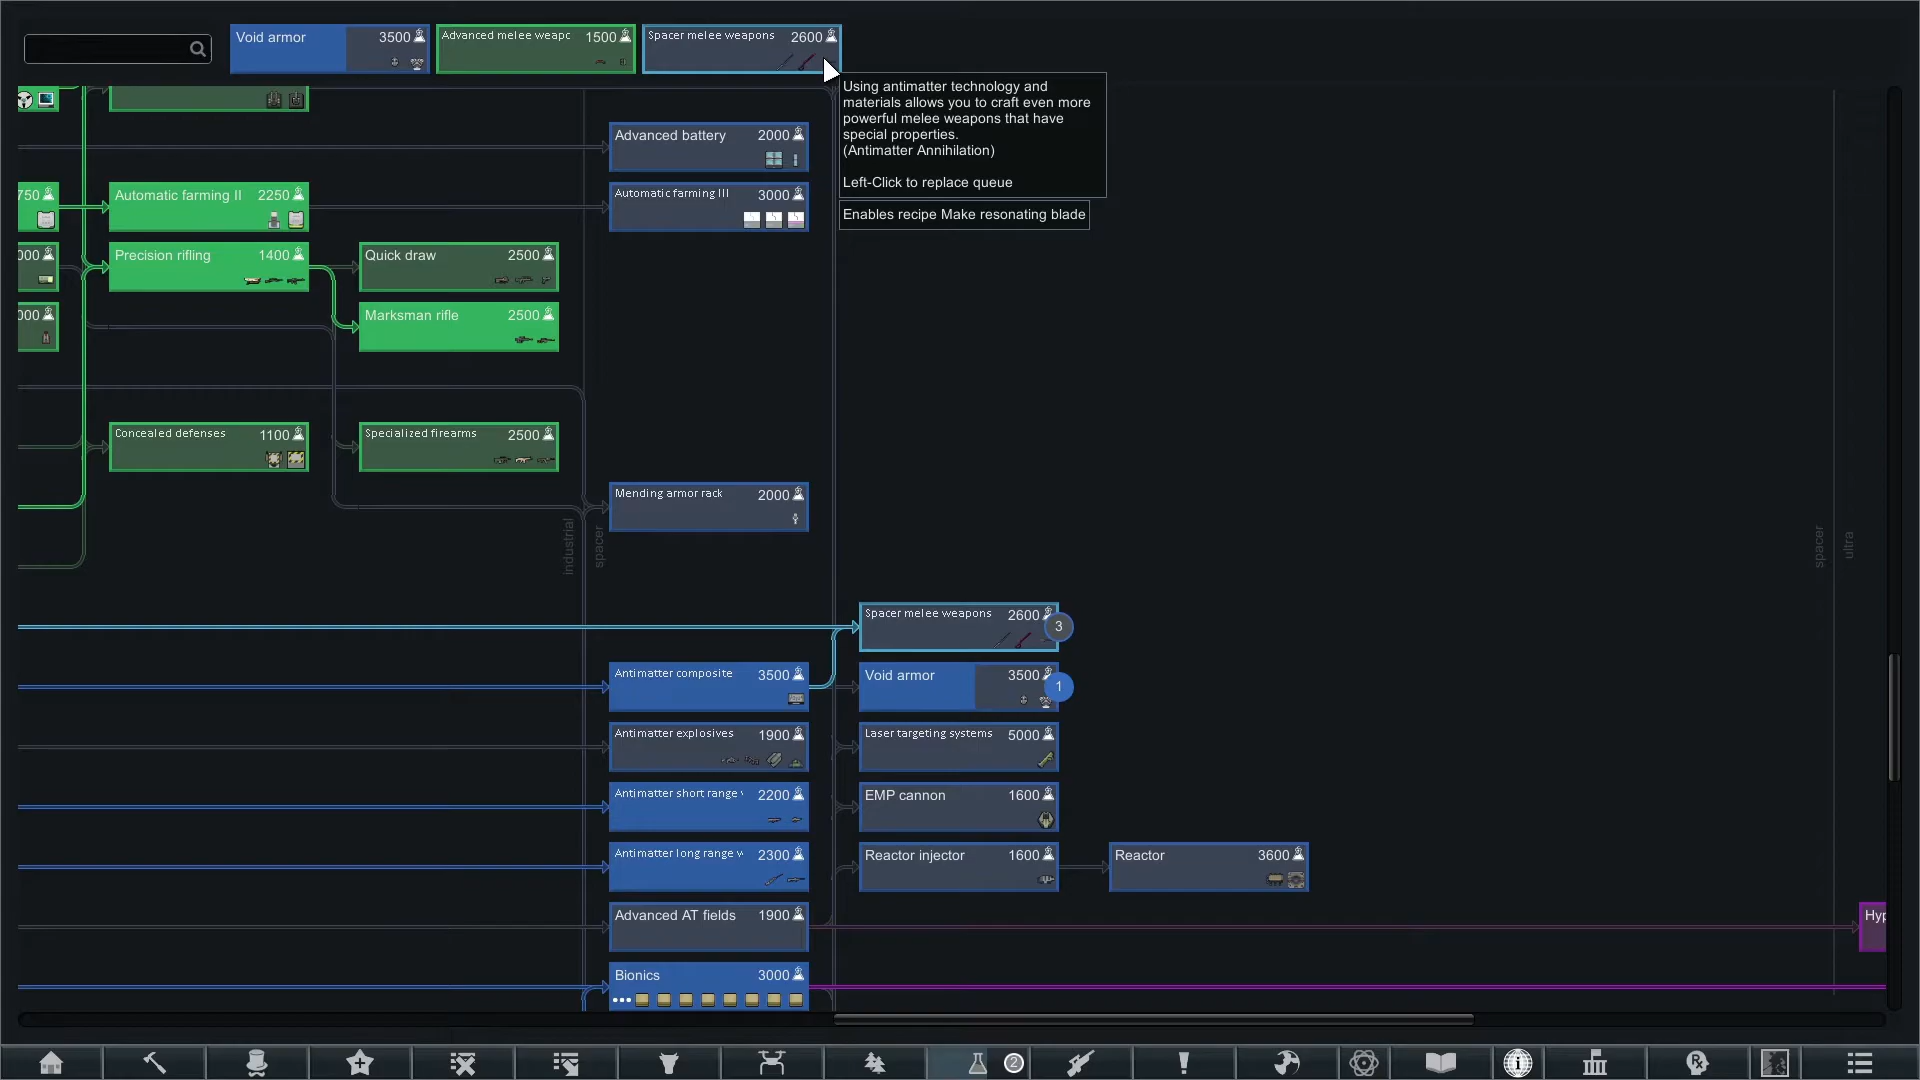 Void armor 3500
Advanced melee weapc 1500
Spacer melee weapons 2600
Using antimatter technology and
materials allows you to craft even more
powerful melee weapons that have
special properties.
(Antimatter Annihilation)
Left-Click to replace queue
Enables recipe Make resonating blade
Advanced battery 2000
750
Automatic farming II 2250
Automatic farming III 3000
000
Precision rifling 1400
Quick draw 2500
000
Marksman rifle 2500
Concealed defenses 1100
Specialized firearms 2500
Mending armor rack 2000
industrial
spacer
spacer
ultra
Spacer melee weapons 2600
3
Antimatter composite 3500
Void armor 3500
1
Antimatter explosives 1900
Laser targeting systems 5000
Antimatter short range 2200
EMP cannon 1600
Antimatter long range w 2300
Reactor injector 1600
Reactor 3600
Advanced AT fields 1900
Hyp
Bionics 3000
2